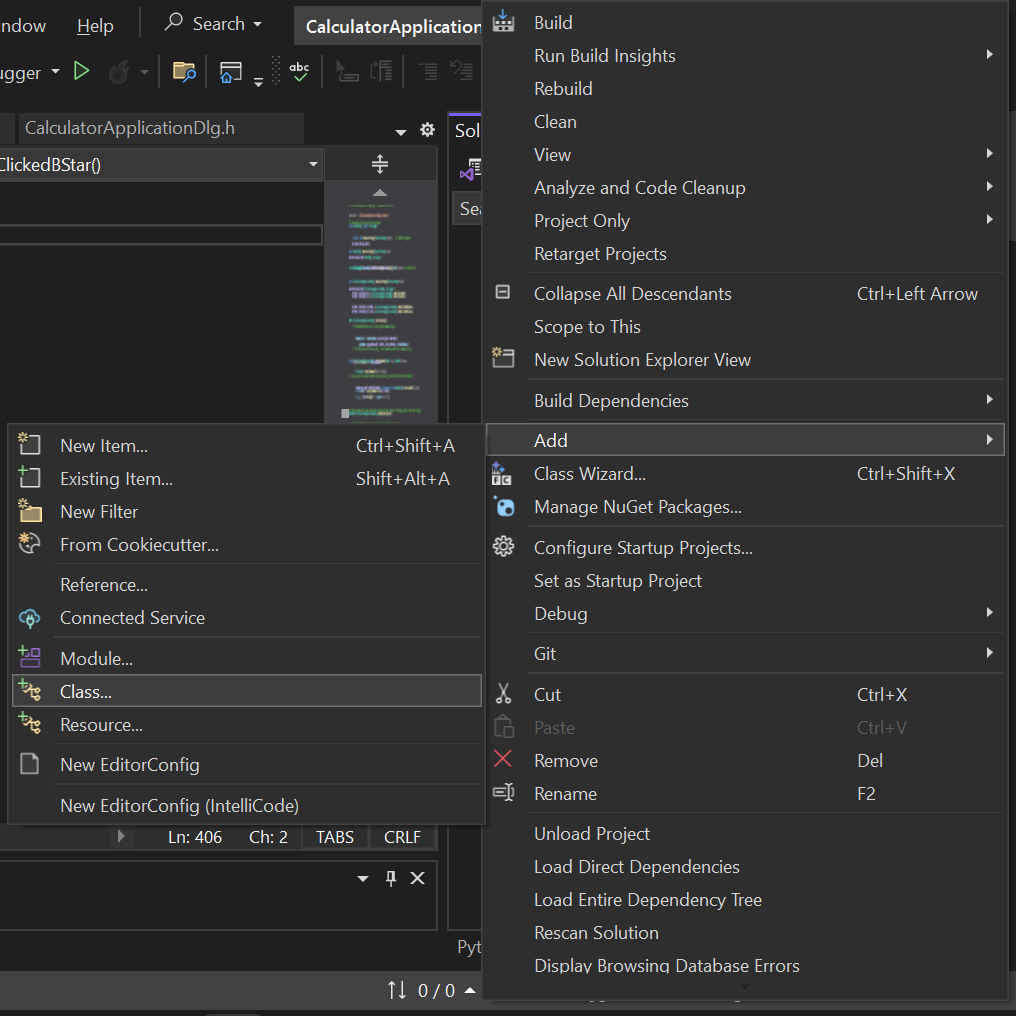 ndow Help Search CalculatorApplication
ugger abc
CalculatorApplicationDlg.h
ClickedBStar()
Sol
Sea
Build
Run Build Insights
Rebuild
Clean
View
Analyze and Code Cleanup
Project Only
Retarget Projects
Collapse All Descendants Ctrl+Left Arrow
Scope to This
New Solution Explorer View
Build Dependencies
Add
Class Wizard... Ctrl+Shift+X
Manage NuGet Packages...
Configure Startup Projects...
Set as Startup Project
Debug
Git
Cut Ctrl+X
Paste Ctrl+V
Remove Del
Rename F2
Unload Project
Load Direct Dependencies
Load Entire Dependency Tree
Rescan Solution
Display Browsing Database Errors
New Item... Ctrl+Shift+A
Existing Item... Shift+Alt+A
New Filter
From Cookiecutter...
Reference...
Connected Service
Module...
Class...
Resource...
New EditorConfig
New EditorConfig (IntelliCode)
Ln: 406 Ch: 2 TABS CRLF
Pyt
0 / 0